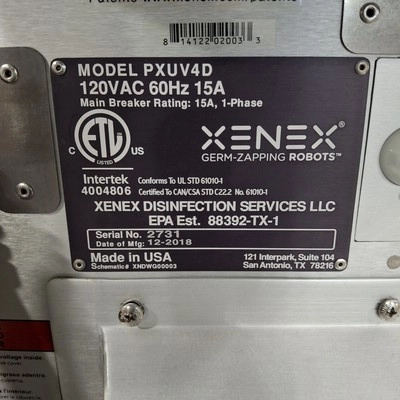 8 14122 02003 3
MODEL PXUV4D
120VAC 60Hz 15A
Main Breaker Rating: 15A, 1-Phase
C ETL US
LISTED
XENEX®
GERM-ZAPPING ROBOTS™
Intertek
4004806
Conforms To UL STD 61010-1
Certified To CAN/CSA STD C22.2 No. 61010-1
XENEX DISINFECTION SERVICES LLC
EPA Est. 88392-TX-1
Serial No. 2731
Date of Mfg: 12-2018
Made in USA
Schematic# XNDWG00003
121 Interpark, Suite 104
San Antonio, TX 78216